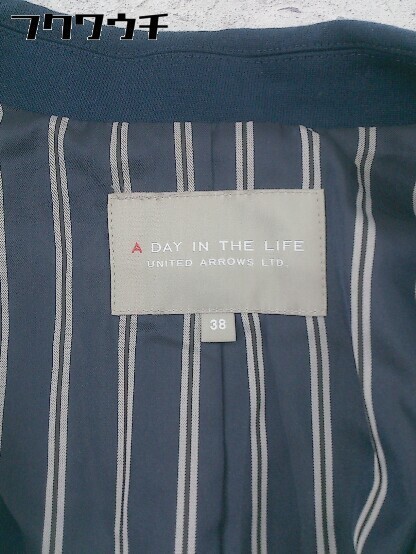 フクワウチ
A DAY IN THE LIFE
UNITED ARROWS LTD.
38